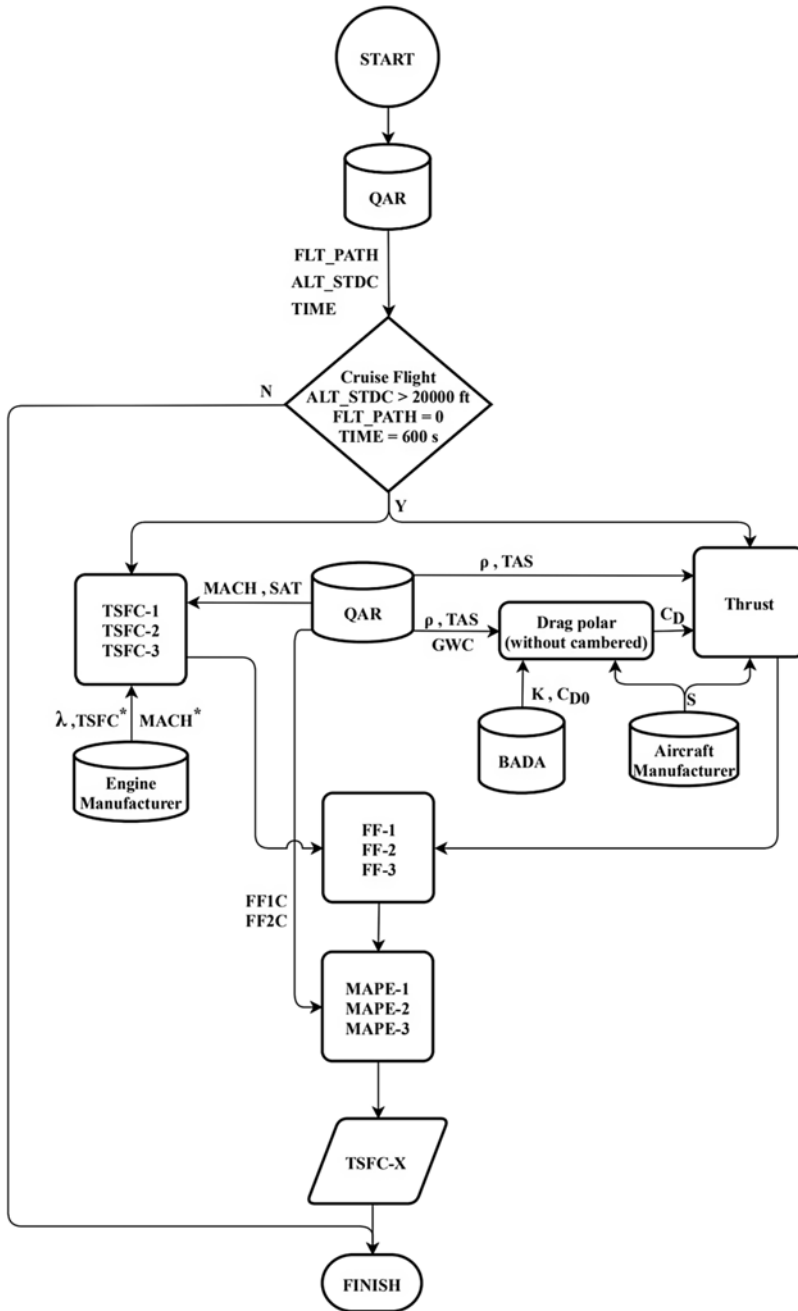 START
QAR
FLT_PATH
ALT_STDC
TIME
N
Cruise Flight
ALT_STDC > 20000 ft
FLT_PATH = 0
TIME = 600 s
Y
TSFC-1
TSFC-2
TSFC-3
MACH , SAT
QAR
ρ , TAS
ρ , TAS
GWC
Drag polar
(without cambered)
CD
Thrust
λ ,TSFC*
MACH*
Engine
Manufacturer
K , CD0
BADA
S
Aircraft
Manufacturer
FF-1
FF-2
FF-3
FF1C
FF2C
MAPE-1
MAPE-2
MAPE-3
TSFC-X
FINISH